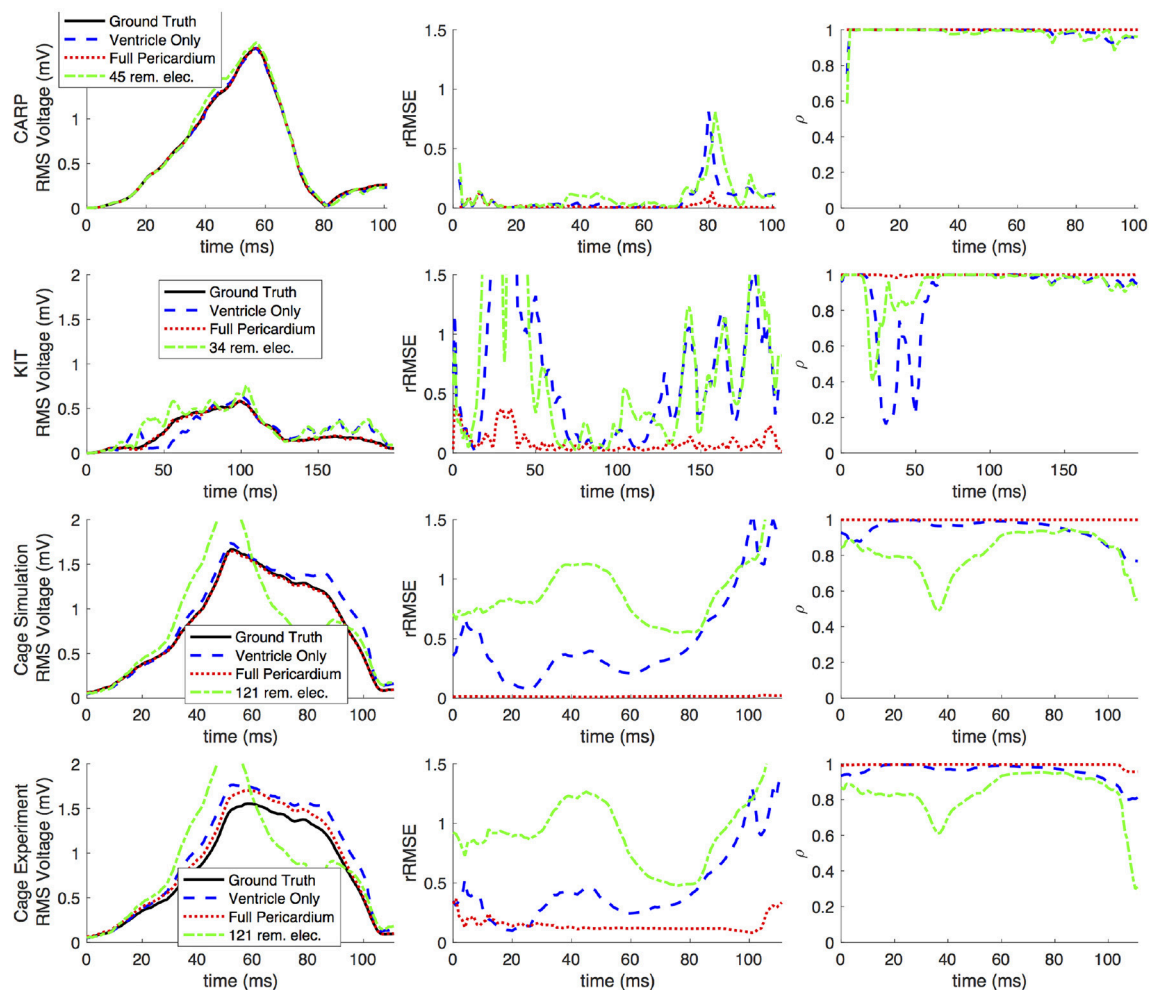 Ground Truth
Ventricle Only
Full Pericardium
45 rem. elec.
CARP
RMS Voltage (mV)
1
0.5
0
0 20 40 60 80 100
time (ms)
rRMSE
1.5
1
0.5
0
0 20 40 60 80 100
time (ms)
ρ
1
0.8
0.6
0.4
0.2
0
0 20 40 60 80 100
time (ms)
KIT
RMS Voltage (mV)
2
1.5
1
0.5
0
0 50 100 150
time (ms)
Ground Truth
Ventricle Only
Full Pericardium
34 rem. elec.
rRMSE
1.5
1
0.5
0
0 50 100 150
time (ms)
ρ
1
0.8
0.6
0.4
0.2
0
0 50 100 150
time (ms)
Cage Simulation
RMS Voltage (mV)
2
1.5
1
0.5
0
0 20 40 60 80 100
time (ms)
Ground Truth
Ventricle Only
Full Pericardium
121 rem. elec.
rRMSE
1.5
1
0.5
0
0 20 40 60 80 100
time (ms)
ρ
1
0.8
0.6
0.4
0.2
0
0 20 40 60 80 100
time (ms)
Cage Experiment
RMS Voltage (mV)
2
1.5
1
0.5
0
0 20 40 60 80 100
time (ms)
Ground Truth
Ventricle Only
Full Pericardium
121 rem. elec.
rRMSE
1.5
1
0.5
0
0 20 40 60 80 100
time (ms)
ρ
1
0.8
0.6
0.4
0.2
0
0 20 40 60 80 100
time (ms)